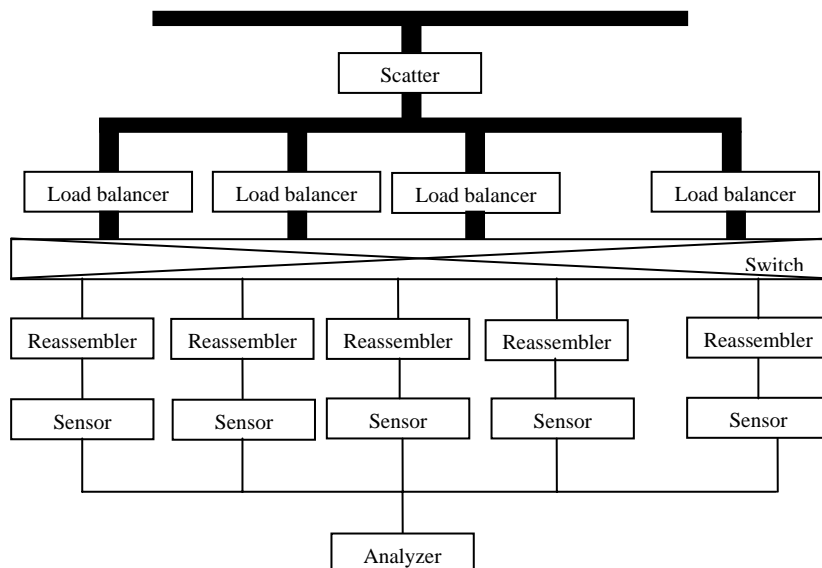 Scatter
Load balancer
Load balancer
Load balancer
Load balancer
Switch
Reassembler
Reassembler
Reassembler
Reassembler
Reassembler
Sensor
Sensor
Sensor
Sensor
Sensor
Analyzer